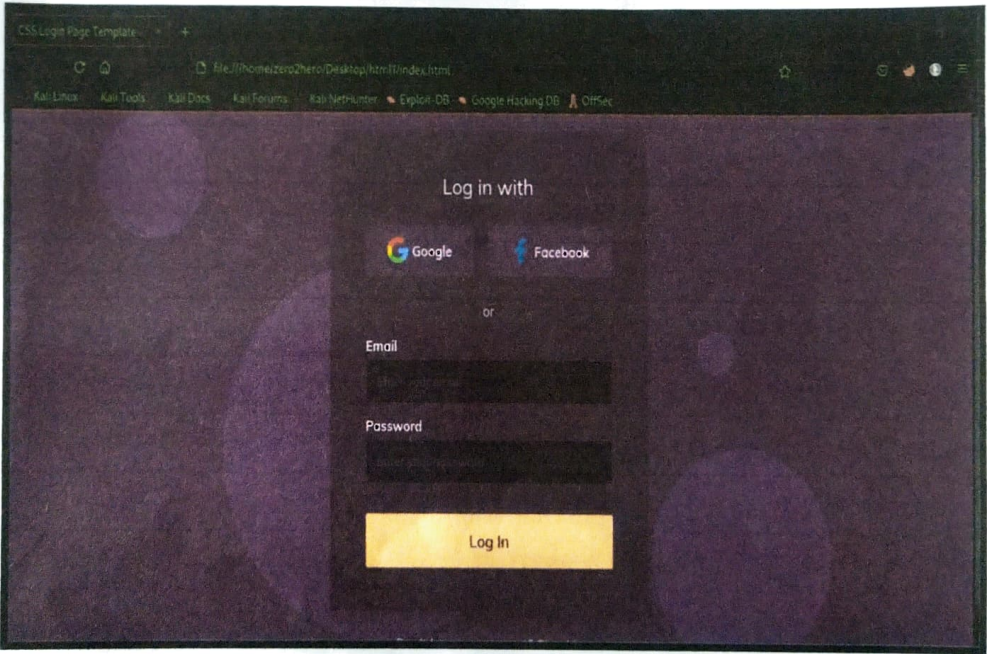 CSS Login Page Template × +
file:///home/zero2hero/Desktop/html1/index.html
Kali Linux Kali Tools Kali Docs Kali Forums Kali NetHunter Exploit-DB Google Hacking DB OffSec
Log in with
Google Facebook
or
Email
Password
Log In